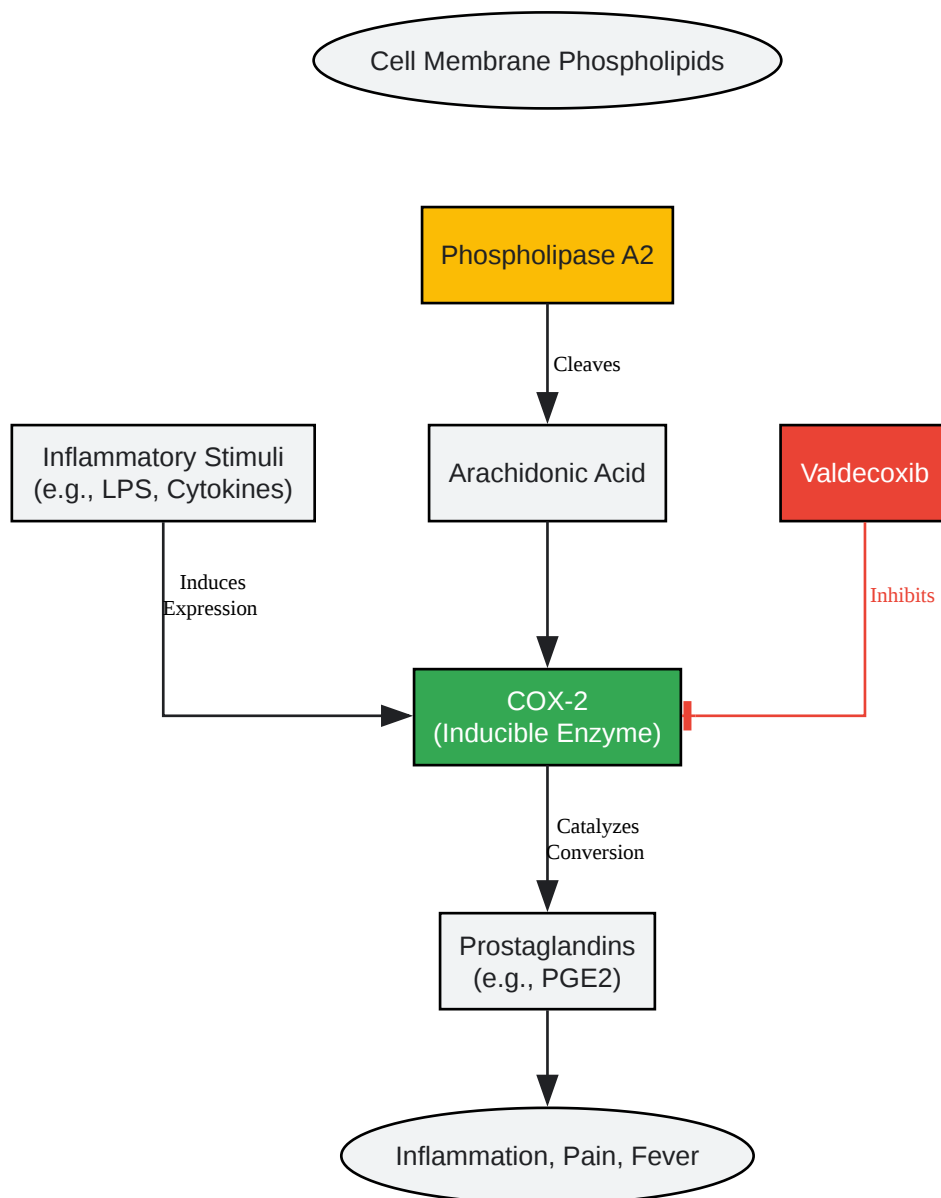 Cell Membrane Phospholipids
Phospholipase A2
Cleaves
Inflammatory Stimuli
(e.g., LPS, Cytokines)
Arachidonic Acid
Valdecoxib
Induces
Expression
Inhibits
COX-2
(Inducible Enzyme)
Catalyzes
Conversion
Prostaglandins
(e.g., PGE2)
Inflammation, Pain, Fever